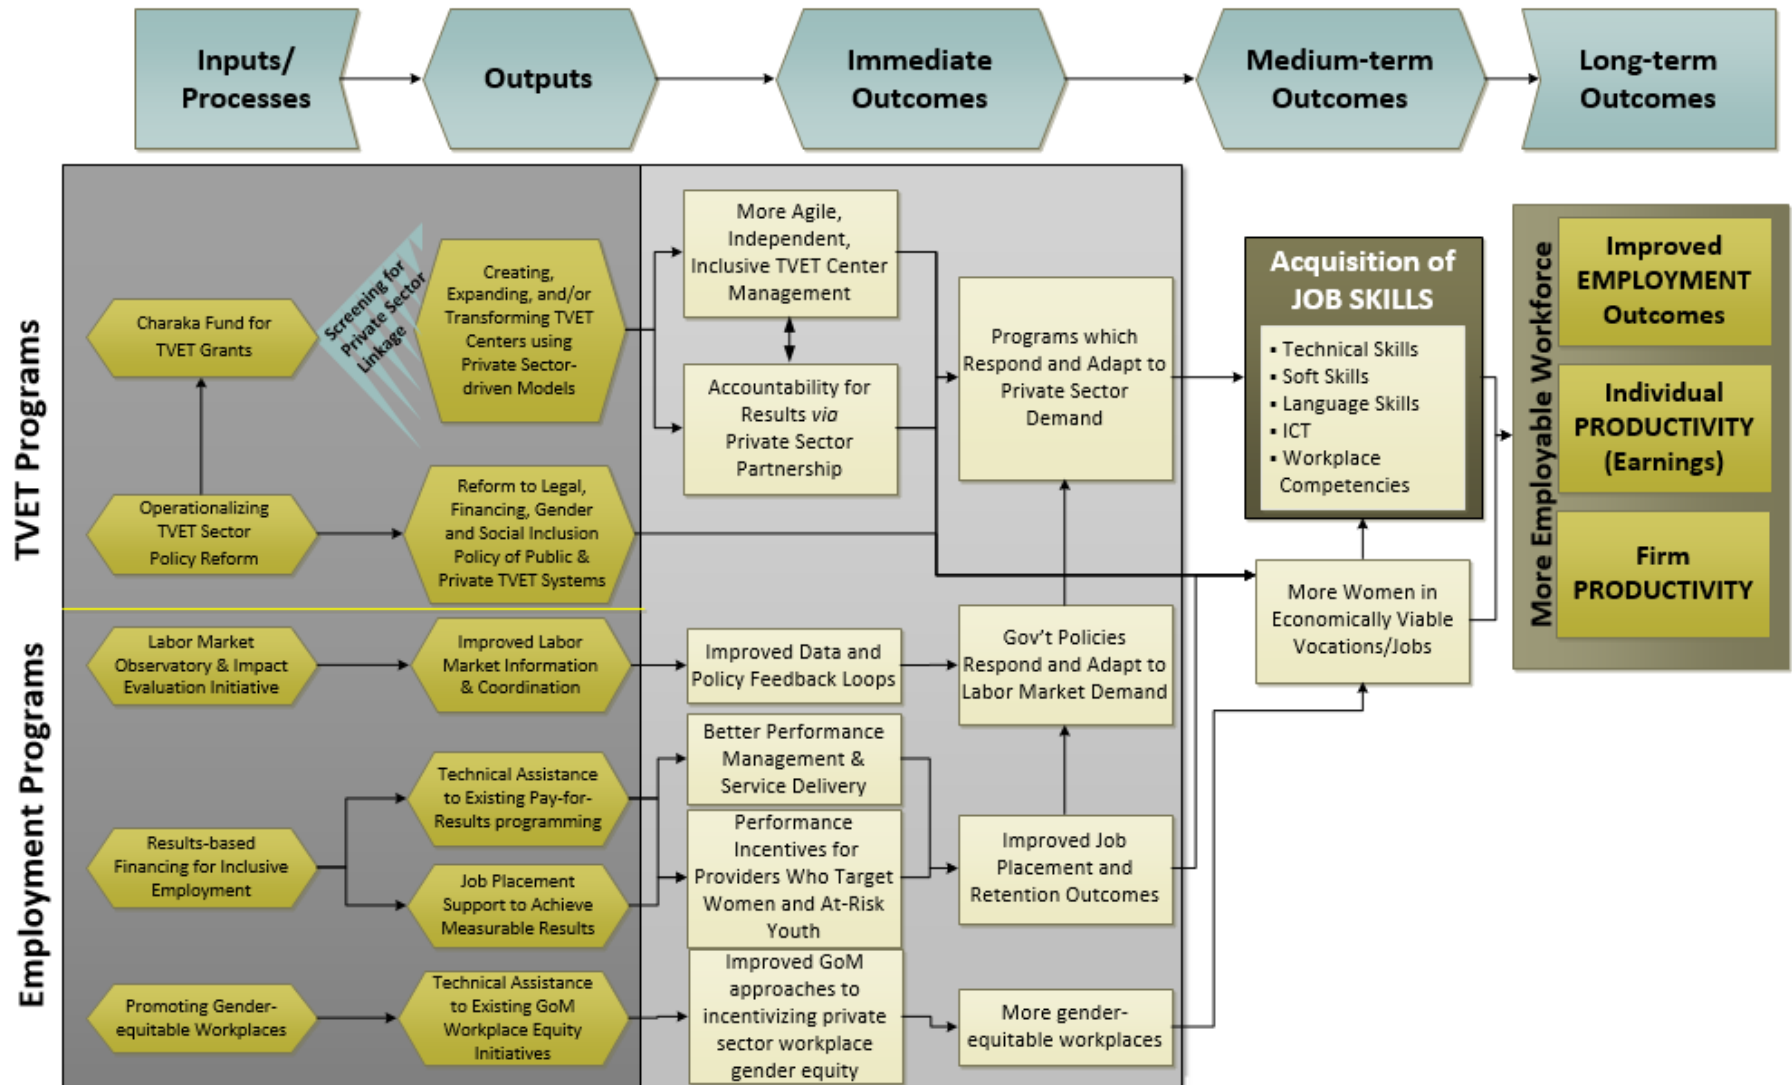 Inputs/
Processes
Outputs
Immediate
Outcomes
Medium-term
Outcomes
Long-term
Outcomes
TVET Programs
Charaka Fund for
TVET Grants
Screening for
Private Sector
Linkage
Creating,
Expanding, and/or
Transforming TVET
Centers using
Private Sector-
driven Models
Operationalizing
TVET Sector
Policy Reform
Reform to Legal,
Financing, Gender
and Social Inclusion
Policy of Public &
Private TVET Systems
More Agile,
Independent,
Inclusive TVET Center
Management
Accountability for
Results via
Private Sector
Partnership
Programs which
Respond and Adapt to
Private Sector
Demand
Employment Programs
Labor Market
Observatory & Impact
Evaluation Initiative
Improved Labor
Market Information
& Coordination
Improved Data and
Policy Feedback Loops
Gov't Policies
Respond and Adapt to
Labor Market Demand
Results-based
Financing for Inclusive
Employment
Technical Assistance
to Existing Pay-for-
Results programming
Job Placement
Support to Achieve
Measurable Results
Better Performance
Management &
Service Delivery
Performance
Incentives for
Providers Who Target
Women and At-Risk
Youth
Improved Job
Placement and
Retention Outcomes
Promoting Gender-
equitable Workplaces
Technical Assistance
to Existing GoM
Workplace Equity
Initiatives
Improved GoM
approaches to
incentivizing private
sector workplace
gender equity
More gender-
equitable workplaces
Acquisition of
JOB SKILLS
▪ Technical Skills
▪ Soft Skills
▪ Language Skills
▪ ICT
▪ Workplace
Competencies
More Women in
Economically Viable
Vocations/Jobs
More Employable Workforce
Improved
EMPLOYMENT
Outcomes
Individual
PRODUCTIVITY
(Earnings)
Firm
PRODUCTIVITY